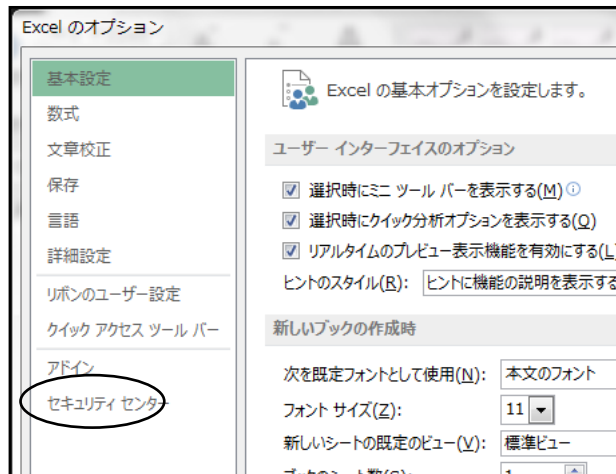 Excel のオプション
基本設定
数式
文章校正
保存
言語
詳細設定
リボンのユーザー設定
クイック アクセス ツール バー
アドイン
セキュリティ センター
Excel の基本オプションを設定します。
ユーザー インターフェイスのオプション
選択時にミニ ツール バーを表示する(M)
選択時にクイック分析オプションを表示する(Q)
リアルタイムのプレビュー表示機能を有効にする(L)
ヒントのスタイル(R): ヒントに機能の説明を表示する
新しいブックの作成時
次を既定フォントとして使用(N): 本文のフォント
フォント サイズ(Z): 11
新しいシートの既定のビュー(V): 標準ビュー